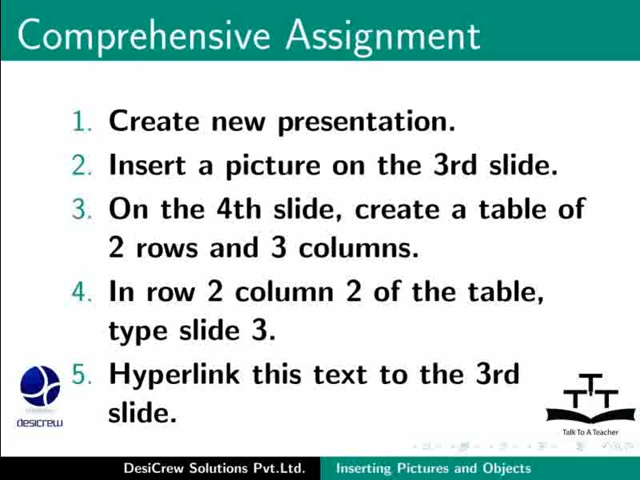 Comprehensive Assignment
1. Create new presentation.
2. Insert a picture on the 3rd slide.
3. On the 4th slide, create a table of
2 rows and 3 columns.
4. In row 2 column 2 of the table,
type slide 3.
5. Hyperlink this text to the 3rd
slide.
desicrew
TTT
Talk To A Teacher
DesiCrew Solutions Pvt.Ltd. Inserting Pictures and Objects